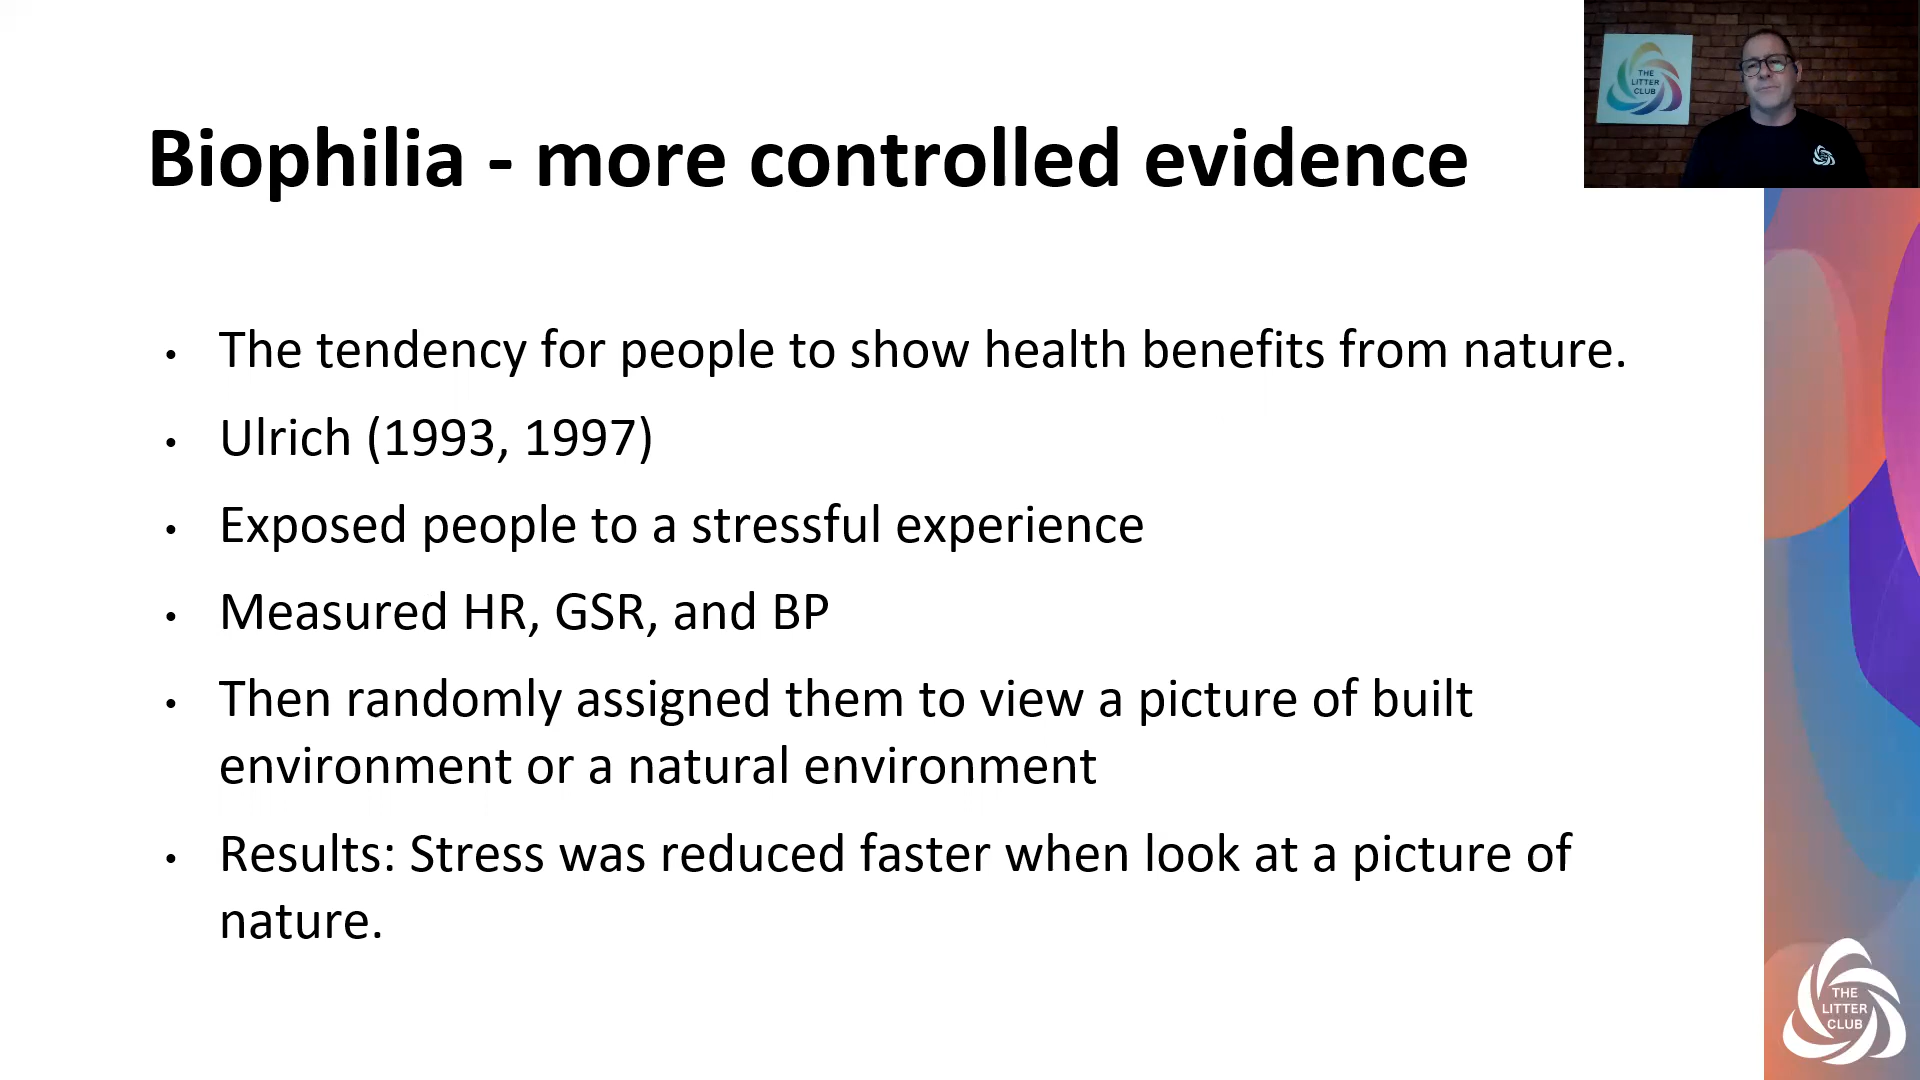 THE
LITTER
CLUB
Biophilia - more controlled evidence
• The tendency for people to show health benefits from nature.
• Ulrich (1993, 1997)
• Exposed people to a stressful experience
• Measured HR, GSR, and BP
• Then randomly assigned them to view a picture of built
environment or a natural environment
• Results: Stress was reduced faster when look at a picture of
nature.
THE
LITTER
CLUB